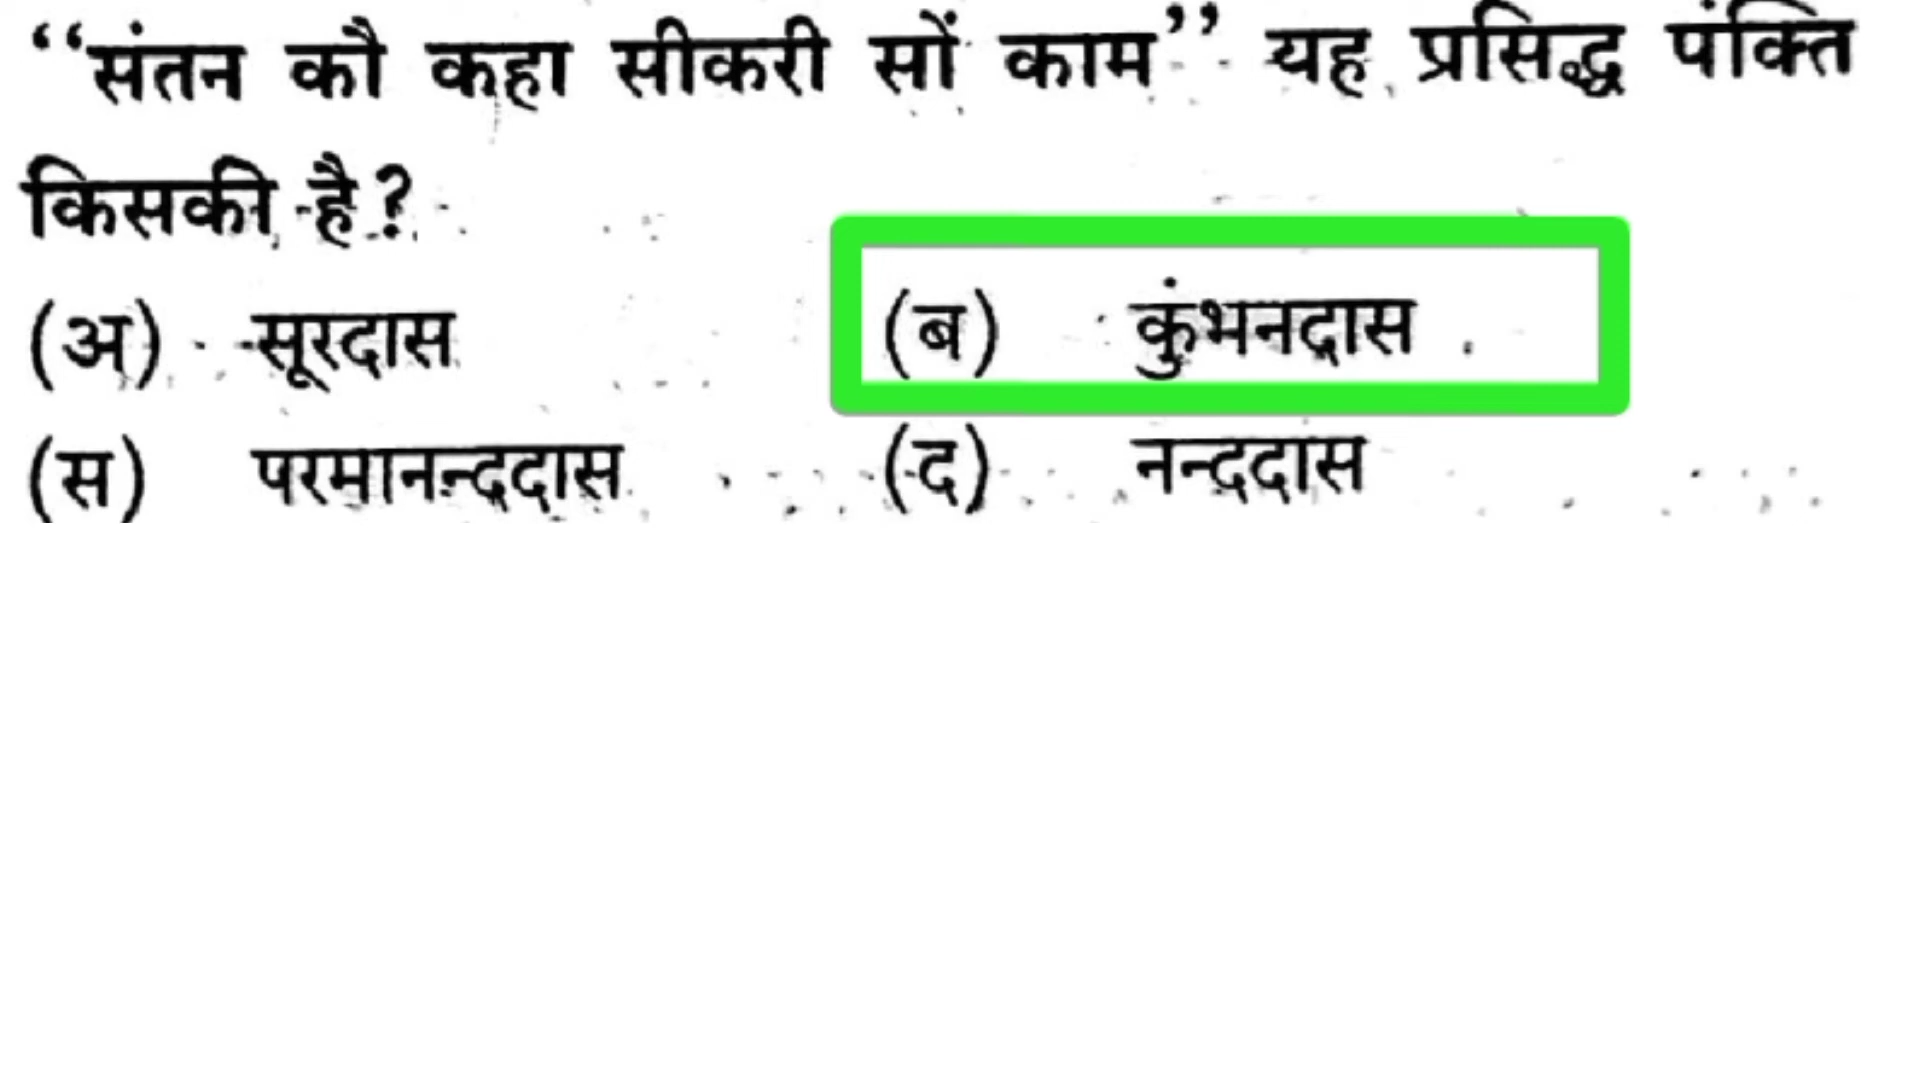 ‘‘संतन कौ कहा सीकरी सों काम’’ यह प्रसिद्ध पंक्ति
किसकी है?
(अ) सूरदास (ब) कुंभनदास
(स) परमानन्ददास (द) नन्ददास